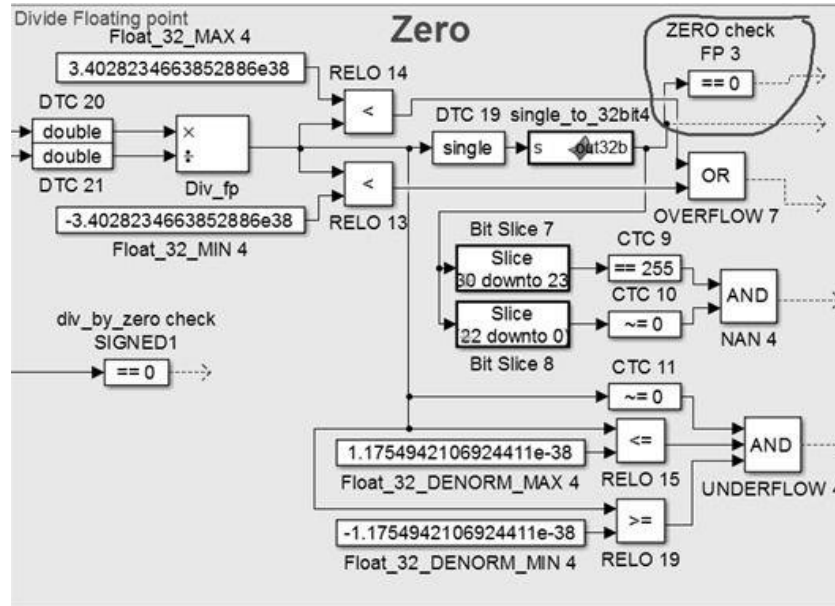 Divide Floating point
Zero
ZERO check
FP 3
== 0
Float_32_MAX 4
3.4028234663852886e38
RELO 14
<
DTC 20
double
double
DTC 21
×
÷
Div_fp
DTC 19
single
single_to_32bit4
s
out32b
<
RELO 13
OR
OVERFLOW 7
-3.4028234663852886e38
Float_32_MIN 4
Bit Slice 7
Slice
30 downto 23
CTC 9
== 255
CTC 10
~= 0
AND
NAN 4
Slice
22 downto 0)
Bit Slice 8
div_by_zero check
SIGNED1
== 0
CTC 11
~= 0
1.1754942106924411e-38
Float_32_DENORM_MAX 4
<=
RELO 15
AND
UNDERFLOW 4
-1.1754942106924411e-38
Float_32_DENORM_MIN 4
>=
RELO 19